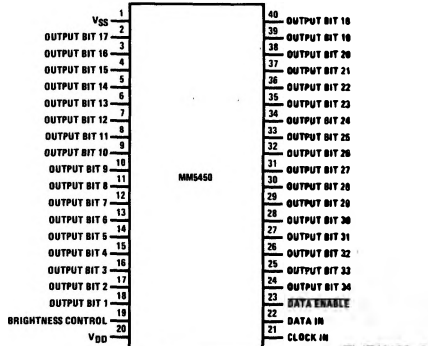 1 40
VSS OUTPUT BIT 18
2 39
OUTPUT BIT 17 OUTPUT BIT 19
3 38
OUTPUT BIT 16 OUTPUT BIT 20
4 37
OUTPUT BIT 15 OUTPUT BIT 21
5 36
OUTPUT BIT 14 OUTPUT BIT 22
6 35
OUTPUT BIT 13 OUTPUT BIT 23
7 34
OUTPUT BIT 12 OUTPUT BIT 24
8 33
OUTPUT BIT 11 OUTPUT BIT 25
9 32
OUTPUT BIT 10 OUTPUT BIT 26
10 31
OUTPUT BIT 9 OUTPUT BIT 27
11 MM5450 30
OUTPUT BIT 8 OUTPUT BIT 28
12 29
OUTPUT BIT 7 OUTPUT BIT 29
13 28
OUTPUT BIT 6 OUTPUT BIT 30
14 27
OUTPUT BIT 5 OUTPUT BIT 31
15 26
OUTPUT BIT 4 OUTPUT BIT 32
16 25
OUTPUT BIT 3 OUTPUT BIT 33
17 24
OUTPUT BIT 2 OUTPUT BIT 34
18 23
OUTPUT BIT 1 DATA ENABLE
19 22
BRIGHTNESS CONTROL DATA IN
20 21
VDD CLOCK IN